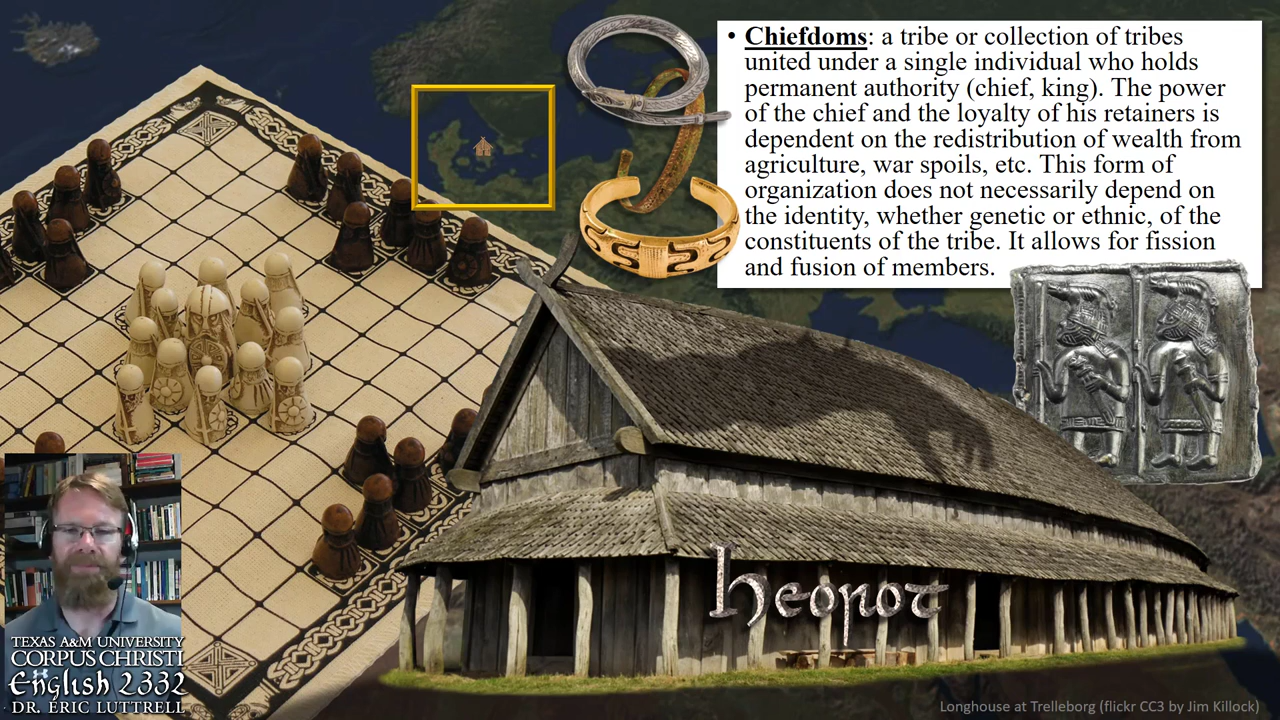 • Chiefdoms: a tribe or collection of tribes
united under a single individual who holds
permanent authority (chief, king). The power
of the chief and the loyalty of his retainers is
dependent on the redistribution of wealth from
agriculture, war spoils, etc. This form of
organization does not necessarily depend on
the identity, whether genetic or ethnic, of the
constituents of the tribe. It allows for fission
and fusion of members.
heorot
TEXAS A&M UNIVERSITY
CORPUS CHRISTI
English 2332
DR. ERIC LUTTRELL
Longhouse at Trelleborg (flickr CC3 by Jim Killock)